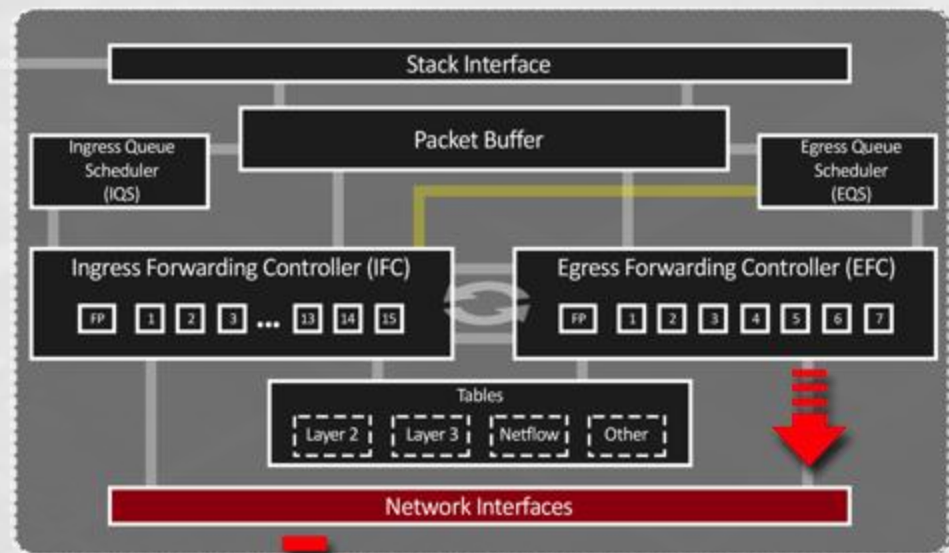 Stack Interface
Packet Buffer
Ingress Queue
Scheduler
(IQS)
Egress Queue
Scheduler
(EQS)
Ingress Forwarding Controller (IFC)
FP 1 2 3 ... 13 14 15
Egress Forwarding Controller (EFC)
FP 1 2 3 4 5 6 7
Tables
Layer 2 Layer 3 Netflow Other
Network Interfaces